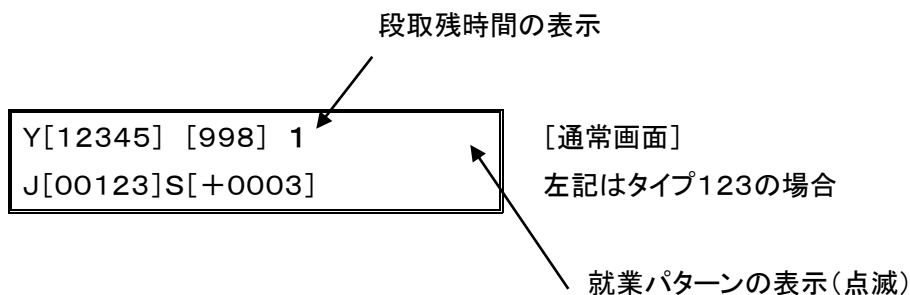 段取残時間の表示
Y[12345] [998] 1
[通常画面]
J[00123]S[+0003]
左記はタイプ123の場合
就業パターンの表示(点滅)